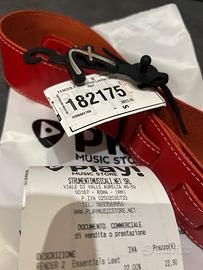 182175
play!
MUSIC STORE
STRUMENTIMUSICALI.NET SRL
VIALE DI VALLE AURELIA 49-59
00167 - ROMA - (RM)
P.IVA 02502030733
WWW.PLAYMUSICSTORE.NET
DOCUMENTO COMMERCIALE
di vendita o prestazione
DESCRIZIONE IVA Prezzo(€)
FENDER 2" Essentials Leat
22,00% 22,90